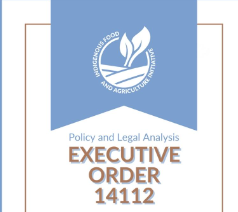 INDIGENOUS FOOD
AND AGRICULTURE INITIATIVE
Policy and Legal Analysis
EXECUTIVE
ORDER
14112